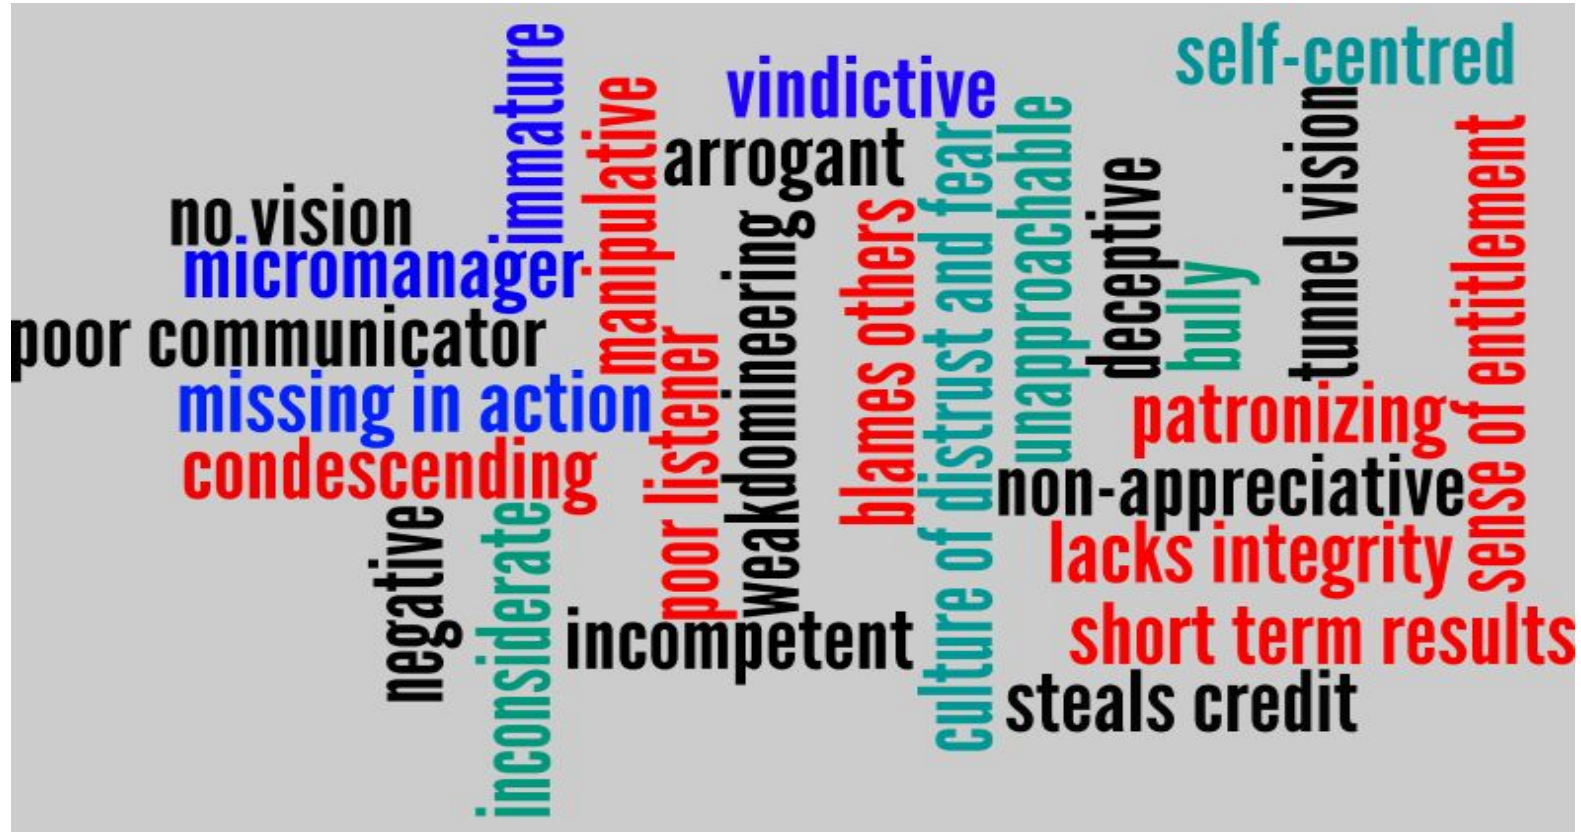 self-centred
immature
vindictive
manipulative
tunnel vision
unapproachable
sense of entitlement
culture of distrust and fear
arrogant
deceptive
no vision
blames others
domineering
micromanager
bully
poor communicator
poor listener
missing in action
patronizing
condescending
non-appreciative
weak
negative
inconsiderate
lacks integrity
short term results
incompetent
steals credit